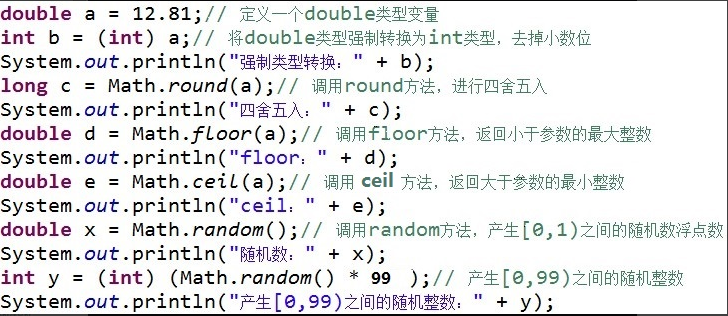 double a = 12.81;// 定义一个double类型变量
int b = (int) a;// 将double类型强制转换为int类型，去掉小数位
System.out.println("强制类型转换：" + b);
long c = Math.round(a);// 调用round方法，进行四舍五入
System.out.println("四舍五入：" + c);
double d = Math.floor(a);// 调用floor方法，返回小于参数的最大整数
System.out.println("floor：" + d);
double e = Math.ceil(a);// 调用 ceil 方法，返回大于参数的最小整数
System.out.println("ceil：" + e);
double x = Math.random();// 调用random方法，产生[0,1)之间的随机数浮点数
System.out.println("随机数：" + x);
int y = (int) (Math.random() * 99 );// 产生[0,99)之间的随机整数
System.out.println("产生[0,99)之间的随机整数：" + y);